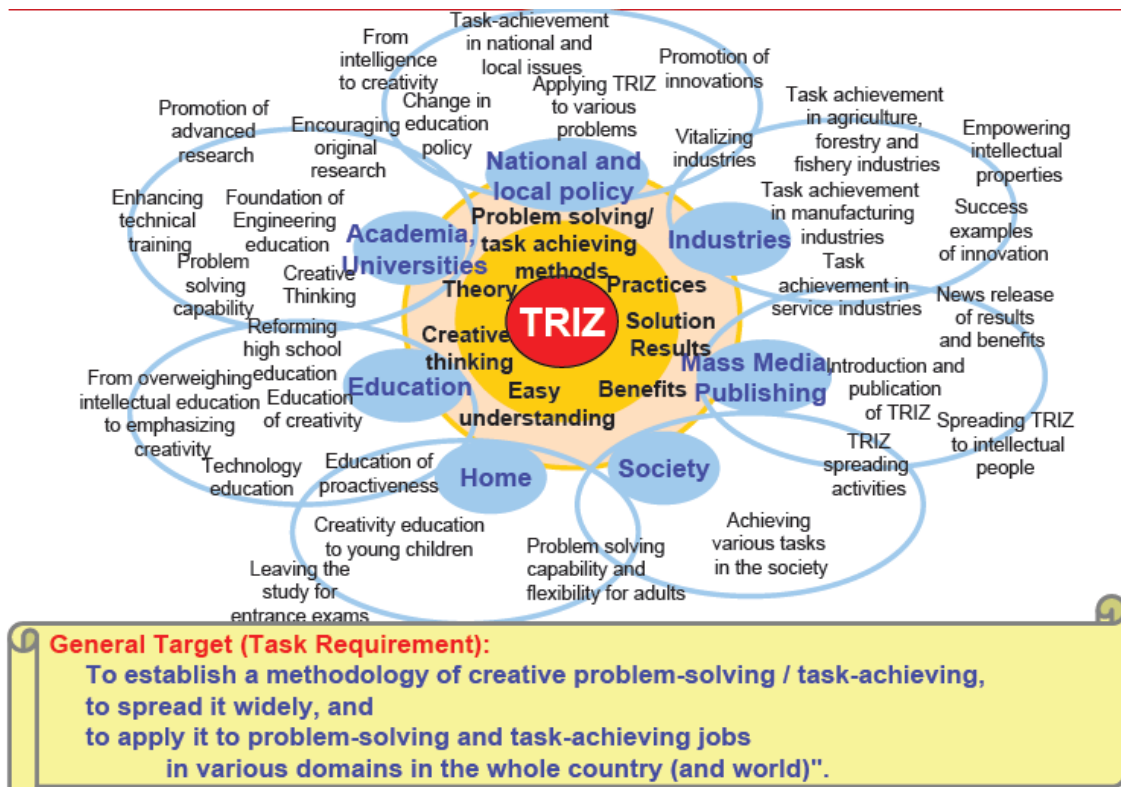 From
intelligence
to creativity
Task-achievement
in national and
local issues
Promotion of
innovations
Change in
education
policy
Applying TRIZ
to various
problems
Vitalizing
industries
National and
local policy
Promotion of
advanced
research
Encouraging
original
research
Enhancing
technical
training
Foundation of
Engineering
education
Problem
solving
capability
Creative
Thinking
Academia,
Universities
Task achievement
in agriculture,
forestry and
fishery industries
Empowering
intellectual
properties
Task achievement
in manufacturing
industries
Success
examples
of innovation
Task
achievement in
service industries
Industries
Problem solving/
task achieving
methods
Theory
Practices
TRIZ
Creative
thinking
Solution
Results
Easy
understanding
Benefits
Reforming
high school
education
From overweighing
intellectual education
to emphasizing
creativity
Education
of creativity
Technology
education
Education
News release
of results
and benefits
Mass Media,
Publishing
Introduction and
publication
of TRIZ
Spreading TRIZ
to intellectual
people
TRIZ
spreading
activities
Education of
proactiveness
Home
Creativity education
to young children
Leaving the
study for
entrance exams
Society
Problem solving
capability and
flexibility for adults
Achieving
various tasks
in the society
General Target (Task Requirement):
To establish a methodology of creative problem-solving / task-achieving,
to spread it widely, and
to apply it to problem-solving and task-achieving jobs
in various domains in the whole country (and world)".